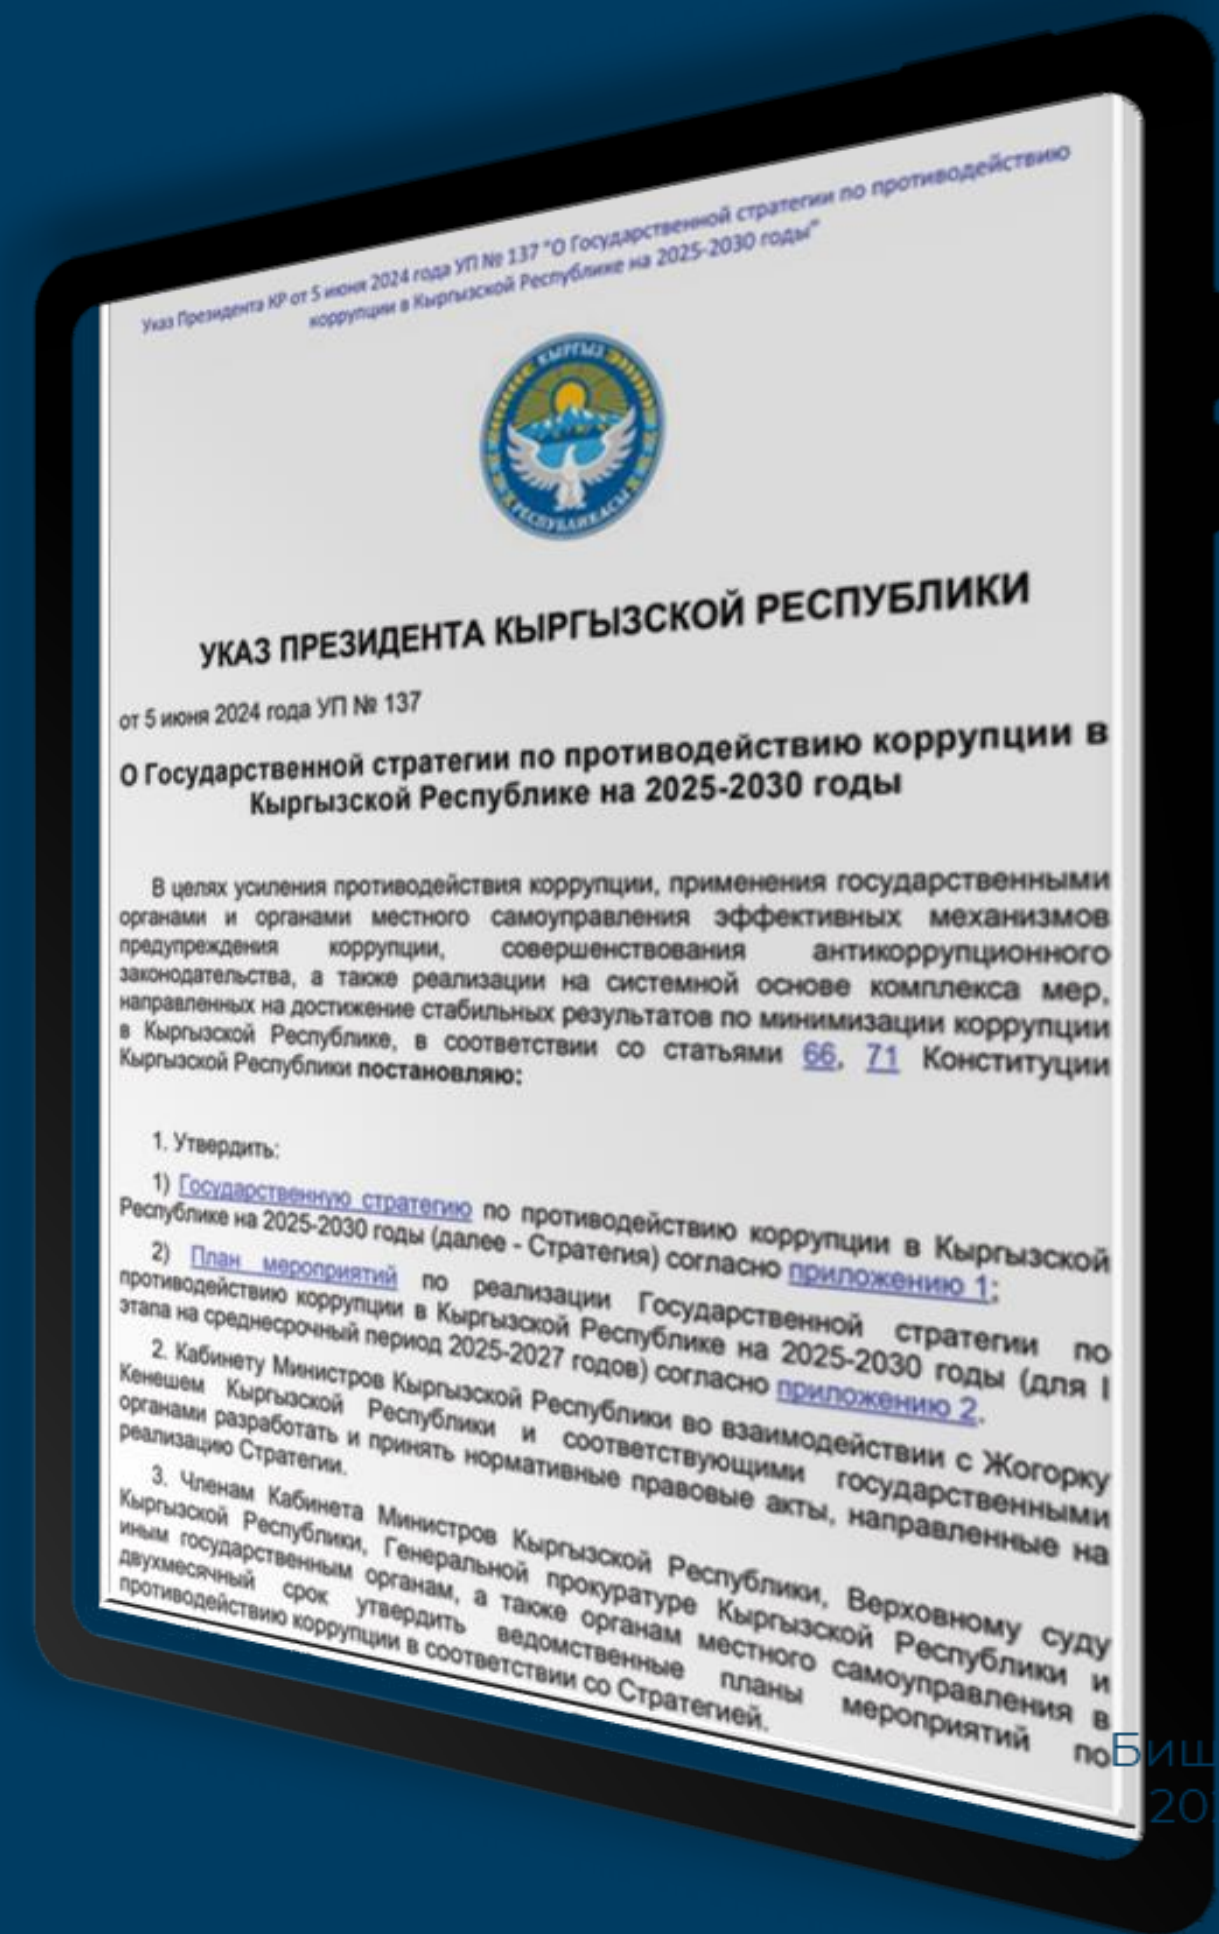 Указ Президента КР от 5 июня 2024 года УП № 137 "О Государственной стратегии по противодействию
коррупции в Кыргызской Республике на 2025-2030 годы"
КЫРГЫЗ
РЕСПУБЛИКАСЫ
УКАЗ ПРЕЗИДЕНТА КЫРГЫЗСКОЙ РЕСПУБЛИКИ
от 5 июня 2024 года УП № 137
О Государственной стратегии по противодействию коррупции в
Кыргызской Республике на 2025-2030 годы
В целях усиления противодействия коррупции, применения государственными
органами и органами местного самоуправления эффективных механизмов
предупреждения коррупции, совершенствования антикоррупционного
законодательства, а также реализации на системной основе комплекса мер,
направленных на достижение стабильных результатов по минимизации коррупции
в Кыргызской Республике, в соответствии со статьями 66, 71 Конституции
Кыргызской Республики постановляю:
1. Утвердить:
1) Государственную стратегию по противодействию коррупции в Кыргызской
Республике на 2025-2030 годы (далее - Стратегия) согласно приложению 1;
2) План мероприятий по реализации Государственной стратегии по
противодействию коррупции в Кыргызской Республике на 2025-2030 годы (для I
этапа на среднесрочный период 2025-2027 годов) согласно приложению 2.
2. Кабинету Министров Кыргызской Республики во взаимодействии с Жогорку
Кенешем Кыргызской Республики и соответствующими государственными
органами разработать и принять нормативные правовые акты, направленные на
реализацию Стратегии.
3. Членам Кабинета Министров Кыргызской Республики, Верховному суду
Кыргызской Республики, Генеральной прокуратуре Кыргызской Республики и
иным государственным органам, а также органам местного самоуправления в
двухмесячный срок утвердить ведомственные планы мероприятий по
противодействию коррупции в соответствии со Стратегией.